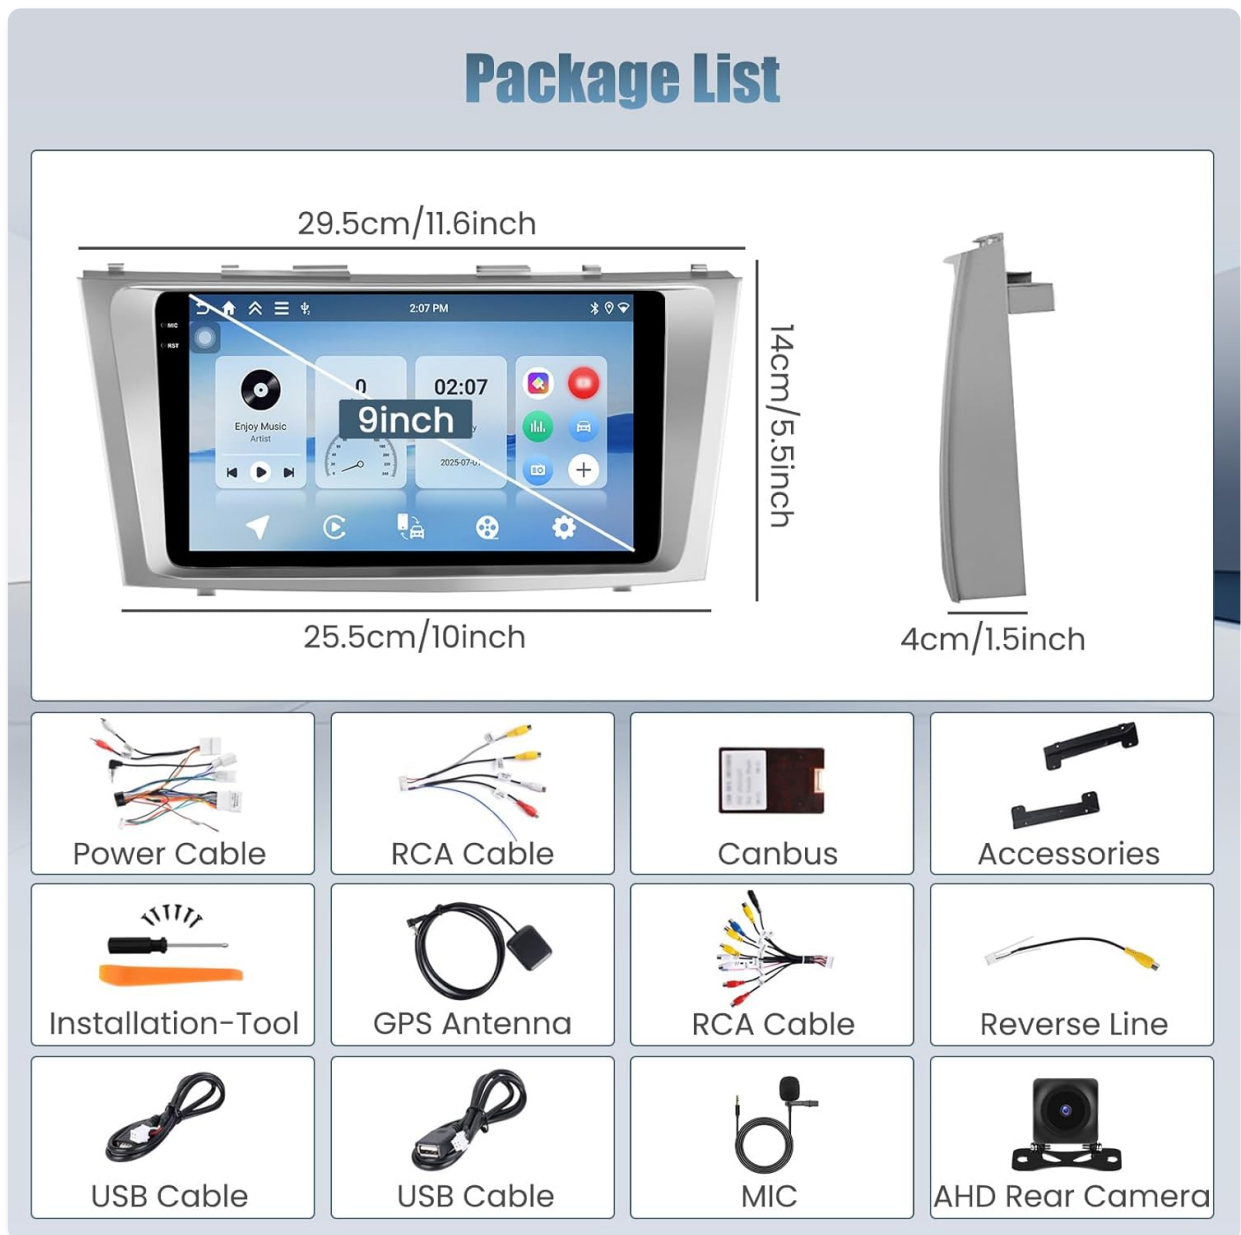 Package List
29.5cm/11.6inch
2:07 PM
MIC
RST
0
02:07
9inch
Enjoy Music
Artist
14cm/5.5inch
25.5cm/10inch
4cm/1.5inch
Power Cable
RCA Cable
Canbus
Accessories
Installation-Tool
GPS Antenna
RCA Cable
Reverse Line
USB Cable
USB Cable
MIC
AHD Rear Camera